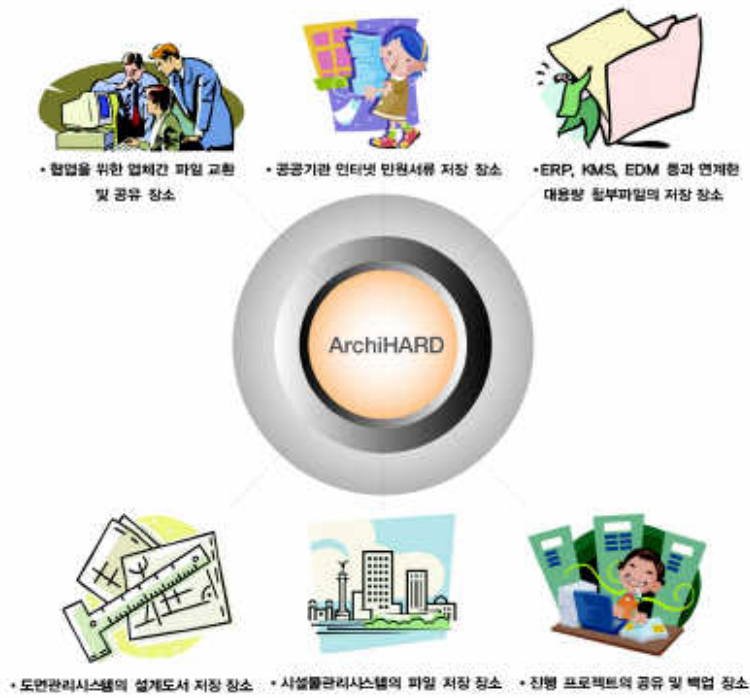 • 협업을 위한 업체간 파일 교환
및 공유 장소
• 공공기관 인터넷 민원서류 저장 장소
•ERP, KMS, EDM 등과 연계한
대용량 첨부파일의 저장 장소
ArchiHARD
• 도면관리시스템의 설계도서 저장 장소
• 시설물관리시스템의 파일 저장 장소
• 진행 프로젝트의 공유 및 백업 장소